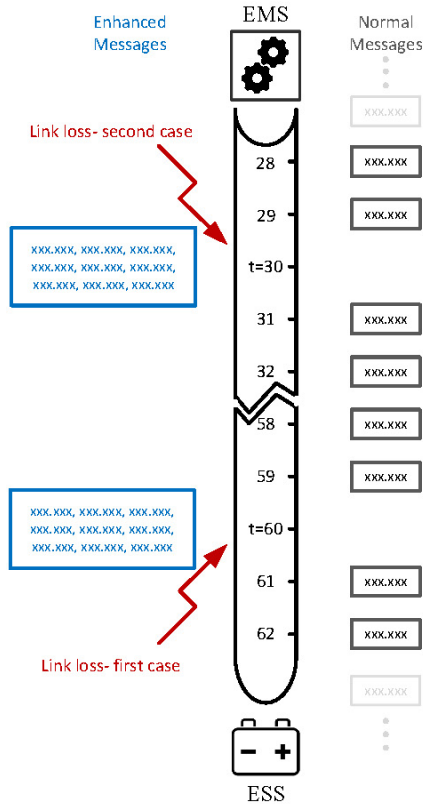 Enhanced
Messages
EMS
Normal
Messages
xxx.xxx
Link loss- second case
28
xxx.xxx
29
xxx.xxx
xxx.xxx, xxx.xxx, xxx.xxx,
xxx.xxx, xxx.xxx, xxx.xxx,
xxx.xxx, xxx.xxx, xxx.xxx
t=30
31
xxx.xxx
32
xxx.xxx
58
xxx.xxx
59
xxx.xxx
xxx.xxx, xxx.xxx, xxx.xxx,
xxx.xxx, xxx.xxx, xxx.xxx,
xxx.xxx, xxx.xxx, xxx.xxx
t=60
61
xxx.xxx
62
xxx.xxx
Link loss- first case
xxx.xxx
ESS